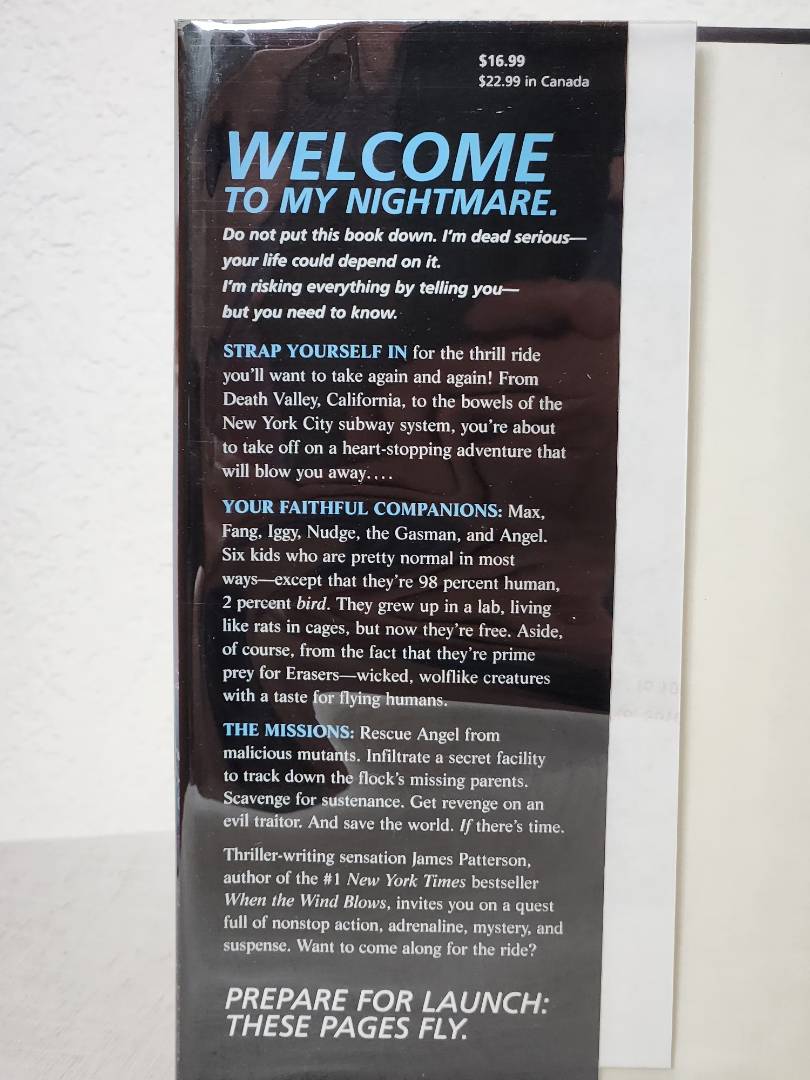 $16.99
$22.99 in Canada
WELCOME
TO MY NIGHTMARE.
Do not put this book down. I'm dead serious—
your life could depend on it.
I'm risking everything by telling you—
but you need to know.
STRAP YOURSELF IN for the thrill ride
you'll want to take again and again! From
Death Valley, California, to the bowels of the
New York City subway system, you're about
to take off on a heart-stopping adventure that
will blow you away....
YOUR FAITHFUL COMPANIONS: Max,
Fang, Iggy, Nudge, the Gasman, and Angel.
Six kids who are pretty normal in most
ways—except that they're 98 percent human,
2 percent bird. They grew up in a lab, living
like rats in cages, but now they're free. Aside,
of course, from the fact that they're prime
prey for Erasers—wicked, wolflike creatures
with a taste for flying humans.
THE MISSIONS: Rescue Angel from
malicious mutants. Infiltrate a secret facility
to track down the flock's missing parents.
Scavenge for sustenance. Get revenge on an
evil traitor. And save the world. If there's time.
Thriller-writing sensation James Patterson,
author of the #1 New York Times bestseller
When the Wind Blows, invites you on a quest
full of nonstop action, adrenaline, mystery, and
suspense. Want to come along for the ride?
PREPARE FOR LAUNCH:
THESE PAGES FLY.